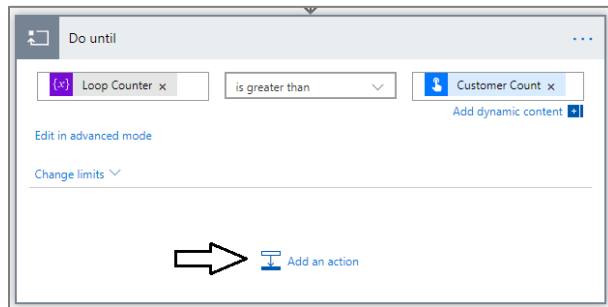 Do until
{x} Loop Counter x
is greater than
Customer Count x
Add dynamic content
Edit in advanced mode
Change limits
Add an action